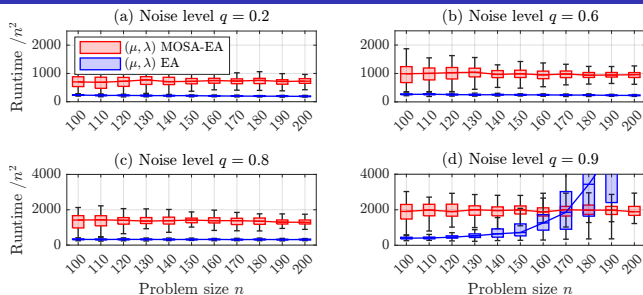 (a) Noise level q = 0.2
(b) Noise level q = 0.6
Runtime /n²
2000
1000
0
(μ, λ) MOSA-EA
(μ, λ) EA
100 110 120 130 140 150 160 170 180 190 200
2000
1000
0
100 110 120 130 140 150 160 170 180 190 200
(c) Noise level q = 0.8
(d) Noise level q = 0.9
Runtime /n²
4000
2000
0
100 110 120 130 140 150 160 170 180 190 200
Problem size n
4000
2000
0
100 110 120 130 140 150 160 170 180 190 200
Problem size n